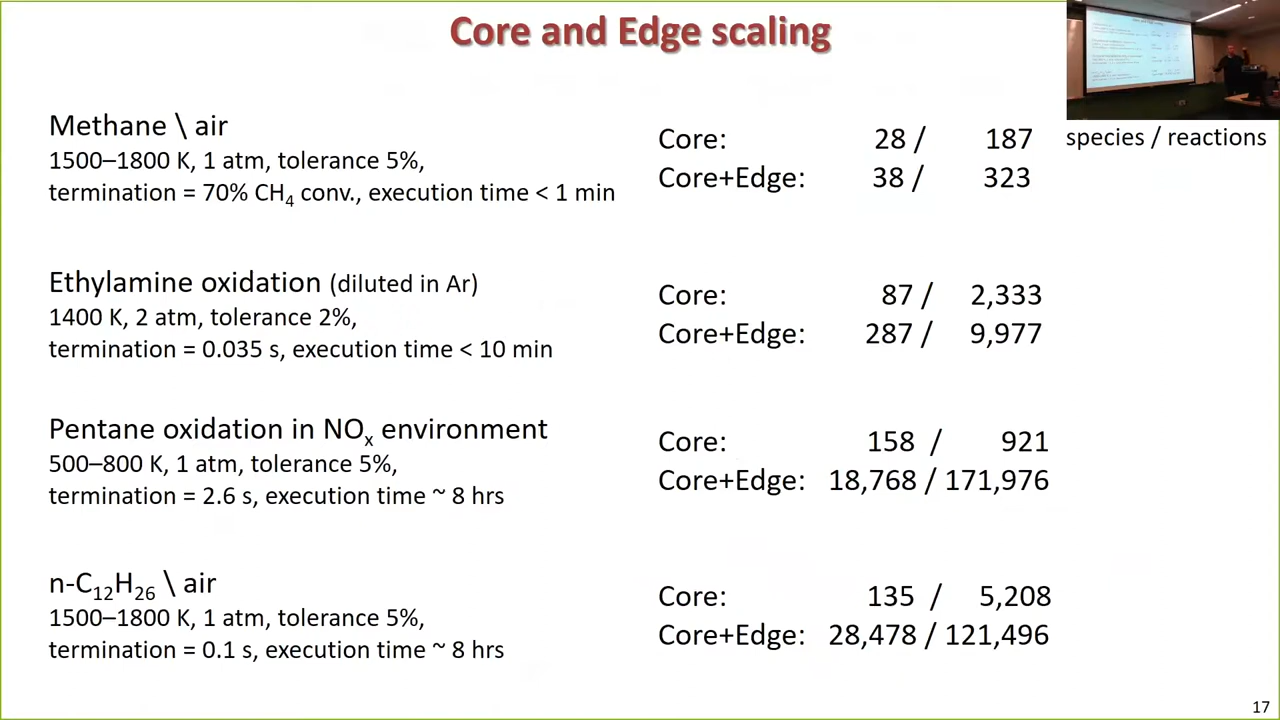 Core and Edge scaling
Methane \ air
1500–1800 K, 1 atm, tolerance 5%,
termination = 70% CH₄ conv., execution time < 1 min
Core: 28 / 187 species / reactions
Core+Edge: 38 / 323
Ethylamine oxidation (diluted in Ar)
1400 K, 2 atm, tolerance 2%,
termination = 0.035 s, execution time < 10 min
Core: 87 / 2,333
Core+Edge: 287 / 9,977
Pentane oxidation in NOₓ environment
500–800 K, 1 atm, tolerance 5%,
termination = 2.6 s, execution time ~ 8 hrs
Core: 158 / 921
Core+Edge: 18,768 / 171,976
n-C₁₂H₂₆ \ air
1500–1800 K, 1 atm, tolerance 5%,
termination = 0.1 s, execution time ~ 8 hrs
Core: 135 / 5,208
Core+Edge: 28,478 / 121,496
17